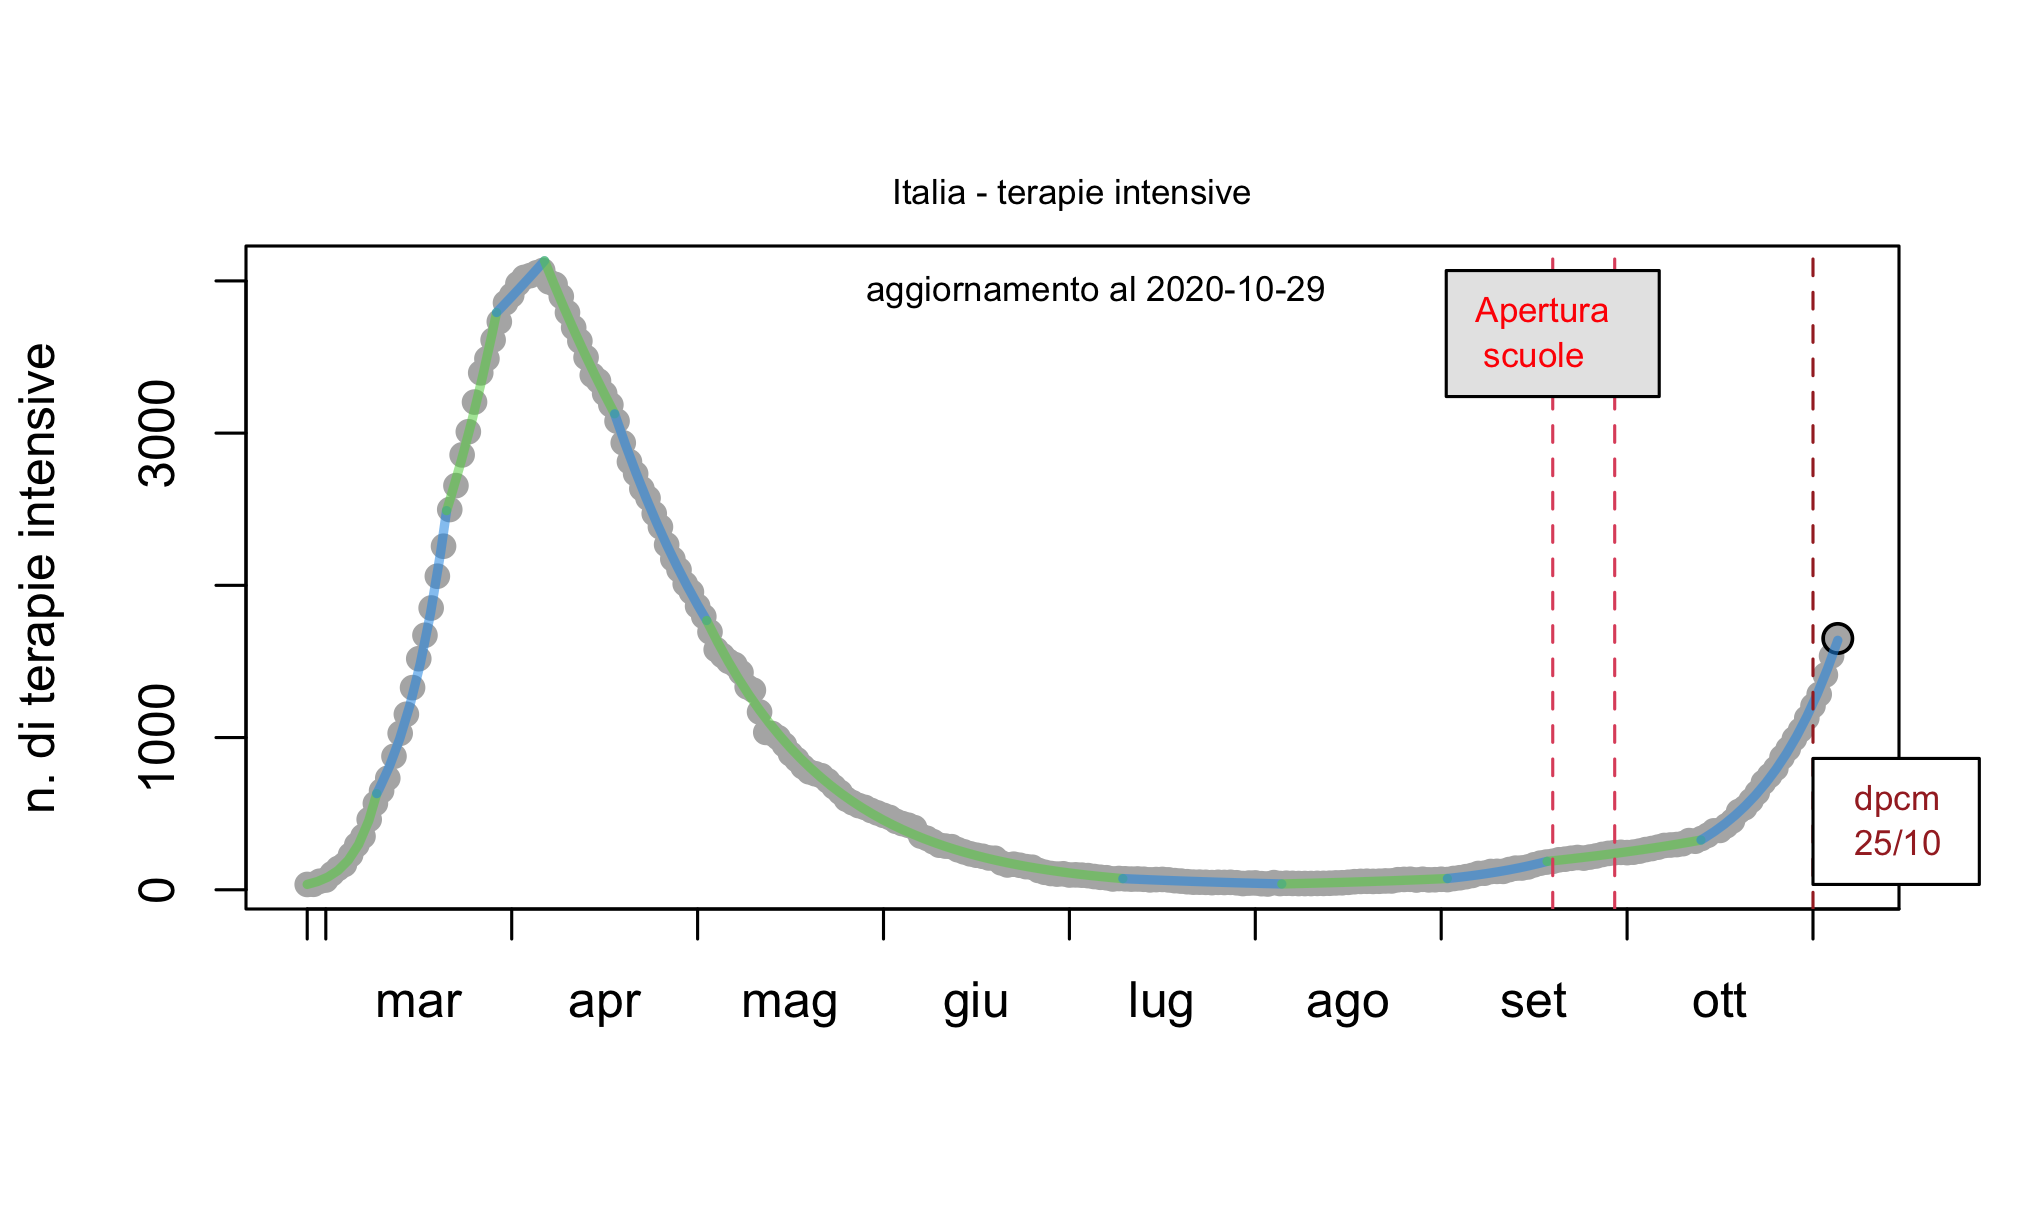 Italia - terapie intensive
aggiornamento al 2020-10-29
Apertura
scuole
n. di terapie intensive
3000
1000
0
dpcm
25/10
mar apr mag giu lug ago set ott